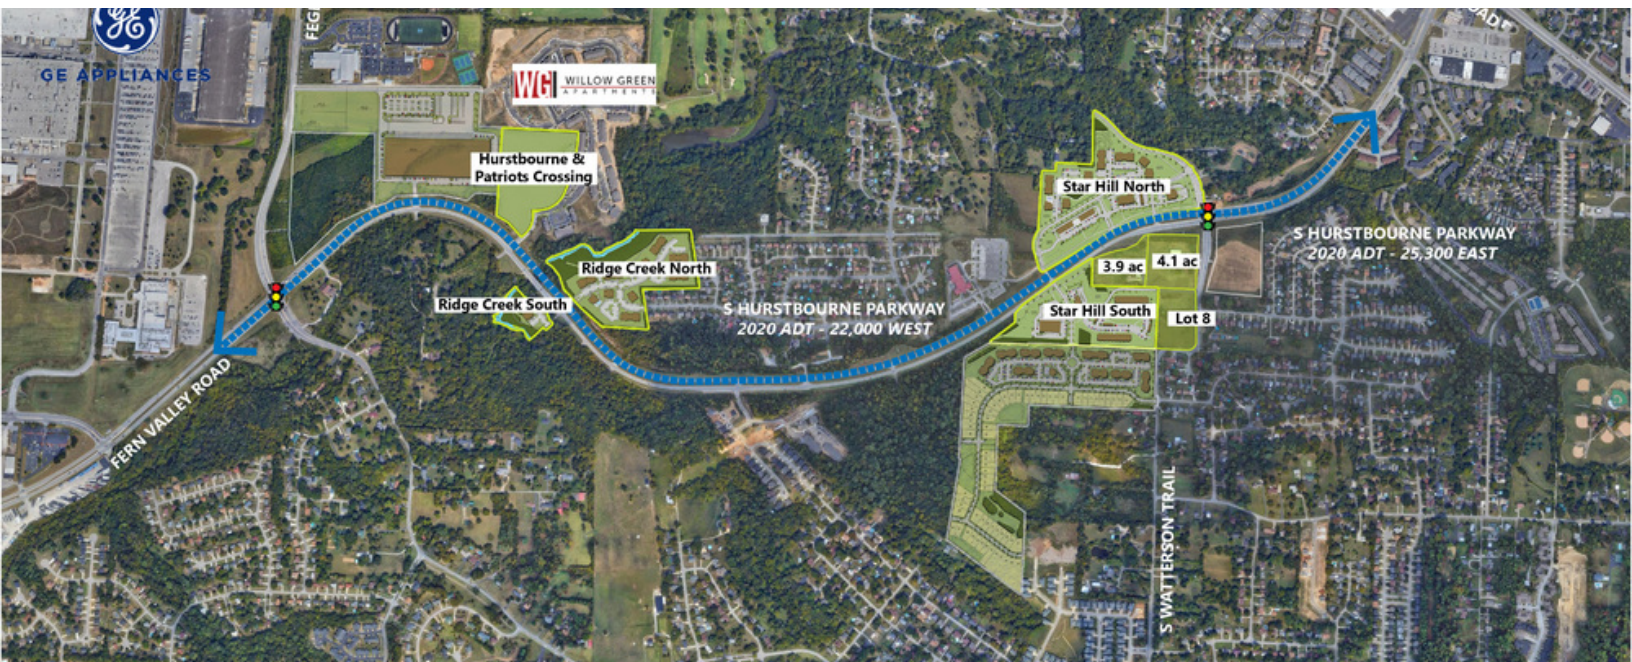 GE
GE APPLIANCES
FEG
WG
WILLOW GREEN
APARTMENTS
Hurstbourne &
Patriots Crossing
Star Hill North
S HURSTBOURNE PARKWAY
2020 ADT - 25,300 EAST
3.9 ac
4.1 ac
Ridge Creek North
Ridge Creek South
S HURSTBOURNE PARKWAY
2020 ADT - 22,000 WEST
Star Hill South
Lot 8
FERN VALLEY ROAD
S WATTERSON TRAIL